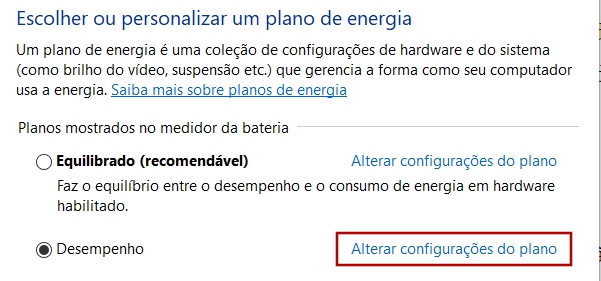 Escolher ou personalizar um plano de energia
Um plano de energia é uma coleção de configurações de hardware e do sistema
(como brilho do vídeo, suspensão etc.) que gerencia a forma como seu computador
usa a energia. Saiba mais sobre planos de energia
Planos mostrados no medidor da bateria
Equilibrado (recomendável) Alterar configurações do plano
Faz o equilíbrio entre o desempenho e o consumo de energia em hardware
habilitado.
Desempenho Alterar configurações do plano